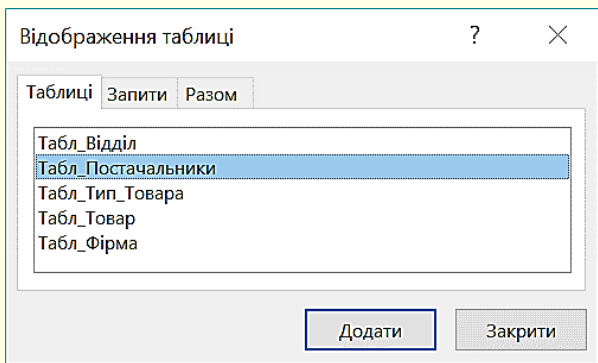 Відображення таблиці ?
Таблиці Запити Разом
Табл_Відділ
Табл_Постачальники
Табл_Тип_Товара
Табл_Товар
Табл_Фірма
Додати Закрити